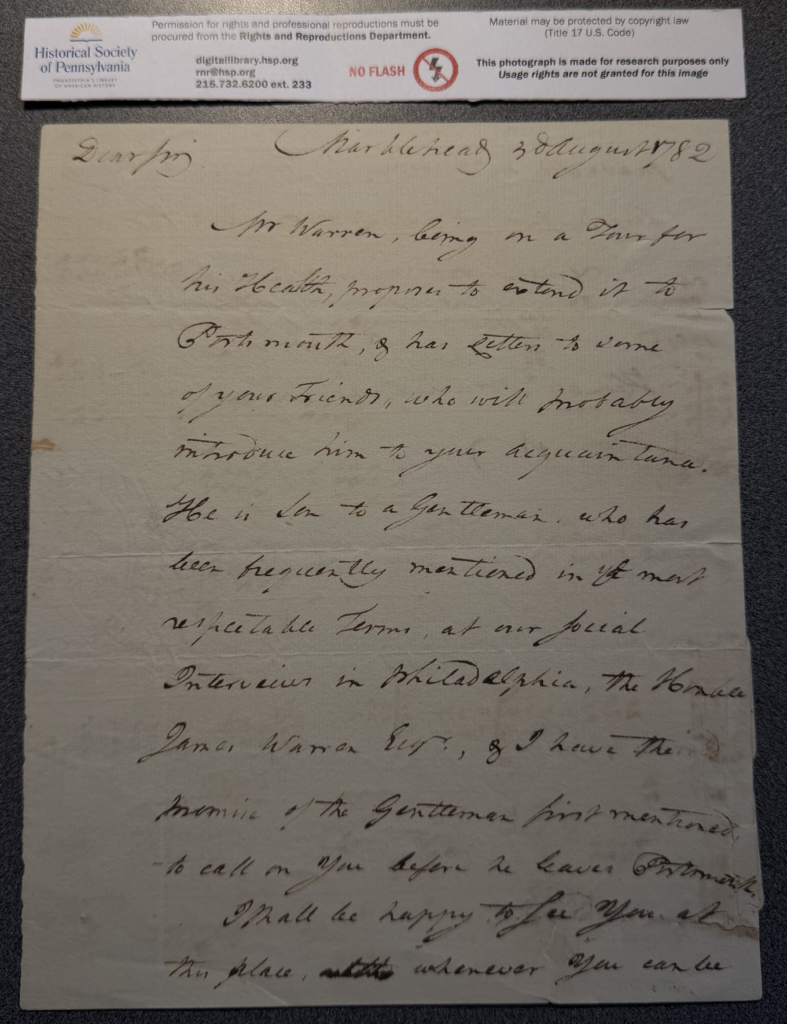 Historical Society
of Pennsylvania
PHILADELPHIA'S LIBRARY
OF AMERICAN HISTORY
Permission for rights and professional reproductions must be
procured from the Rights and Reproductions Department.
digitallibrary.hsp.org
rnr@hsp.org
215.732.6200 ext. 233
NO FLASH
Material may be protected by copyright law
(Title 17 U.S. Code)
This photograph is made for research purposes only
Usage rights are not granted for this image
Dear sir Marblehead 3d August 1782
Mr Warren, being on a Tour for
his Health, proposes to extend it to
Portsmouth, & has Letters to some
of your Friends, who will probably
introduce him to your acquaintance.
He is Son to a Gentleman, who has
been frequently mentioned in ye most
respectable Terms, at our social
Interviews in Philadelphia, the Honble
James Warren Esqr., & I have the
promise of the Gentleman first mentioned,
to call on You before he leaves Portsmouth.
I shall be happy to see You at
this place, whenever You can be